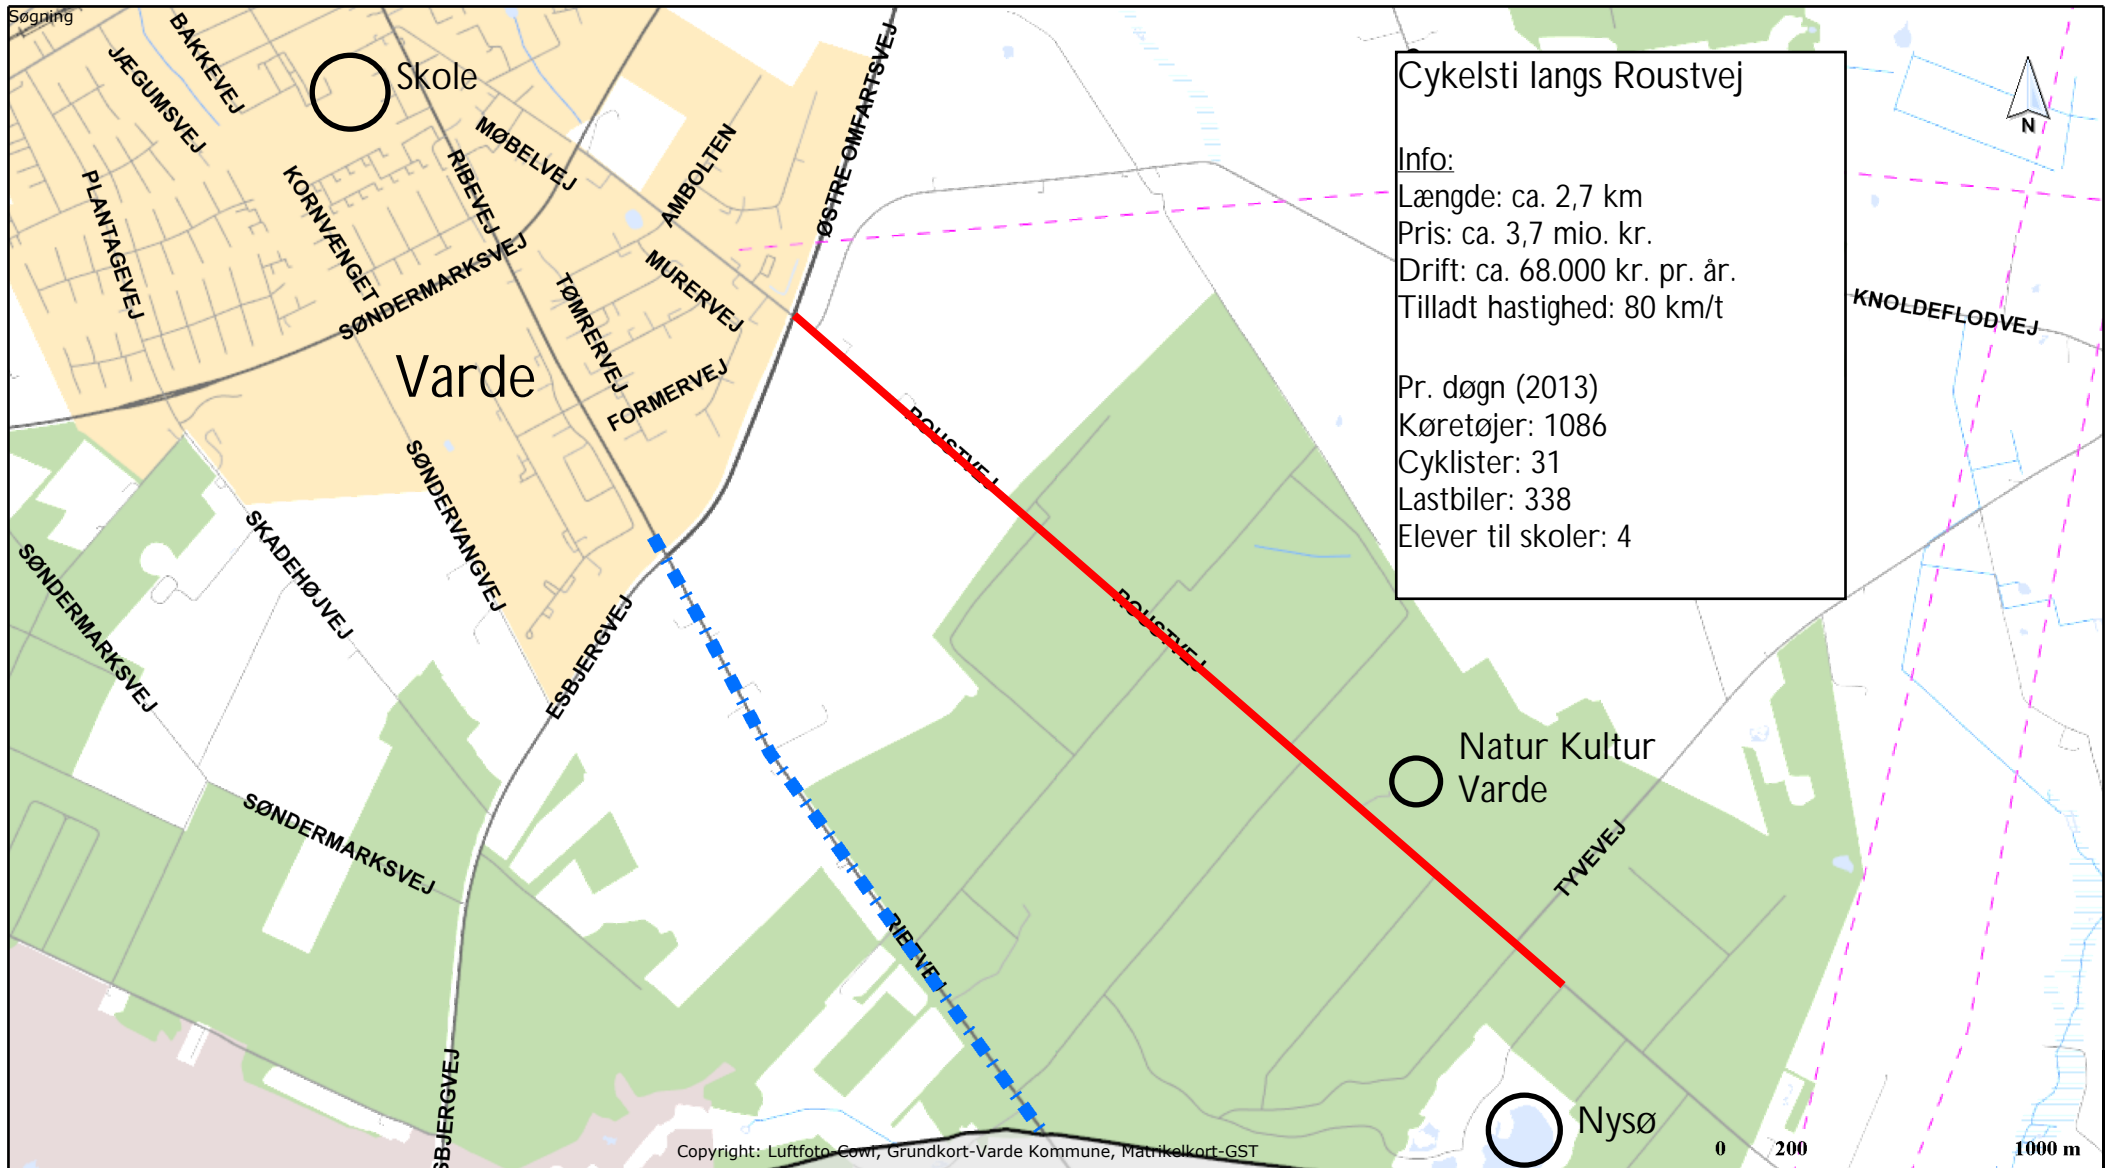 Søgning
BAKKEVEJ
JÆGUMSVEJ
Skole
MØBELVEJ
AMBOLTEN
ØSTRE OMFARTSVEJ
RIBEVEJ
KORNVÆNGET
PLANTAGEVEJ
SØNDERMARKSVEJ
MURERVEJ
TØMRERVEJ
FORMERVEJ
Varde
SØNDERVANGVEJ
SKADEHØJVEJ
SØNDERMARKSVEJ
ESBJERGVEJ
SØNDERMARKSVEJ
ROUSTVEJ
ROUSTVEJ
RIBEVEJ
SBJERGVEJ
Cykelsti langs Roustvej
Info:
Længde: ca. 2,7 km
Pris: ca. 3,7 mio. kr.
Drift: ca. 68.000 kr. pr. år.
Tilladt hastighed: 80 km/t
Pr. døgn (2013)
Køretøjer: 1086
Cyklister: 31
Lastbiler: 338
Elever til skoler: 4
N
KNOLDEFLODVEJ
Natur Kultur
Varde
TYVEVEJ
Nysø
Copyright: Luftfoto-Cowi, Grundkort-Varde Kommune, Matrikelkort-GST
0 200 1000 m